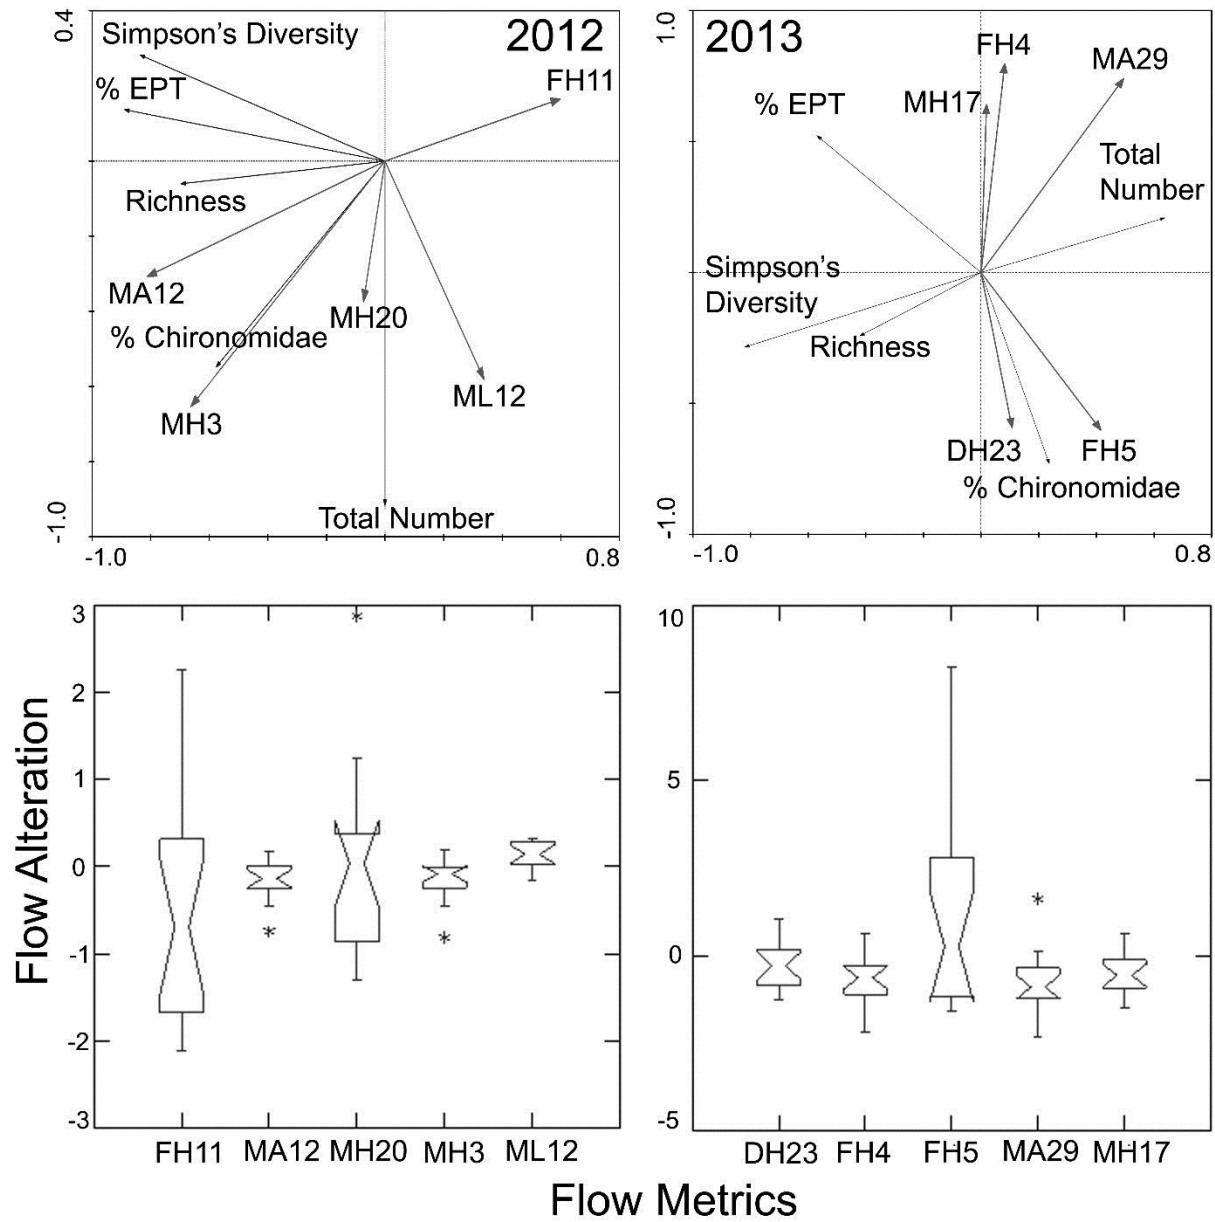 0.4
Simpson's Diversity
2012
% EPT
FH11
Richness
MA12
MH20
% Chironomidae
ML12
MH3
Total Number
-1.0
-1.0
0.8
1.0
2013
FH4
MA29
% EPT
MH17
Total
Number
Simpson's
Diversity
Richness
DH23
FH5
% Chironomidae
-1.0
-1.0
0.8
Flow Alteration
3
2
1
0
-1
-2
-3
*
*
*
FH11 MA12 MH20 MH3 ML12
10
5
0
-5
*
DH23 FH4 FH5 MA29 MH17
Flow Metrics